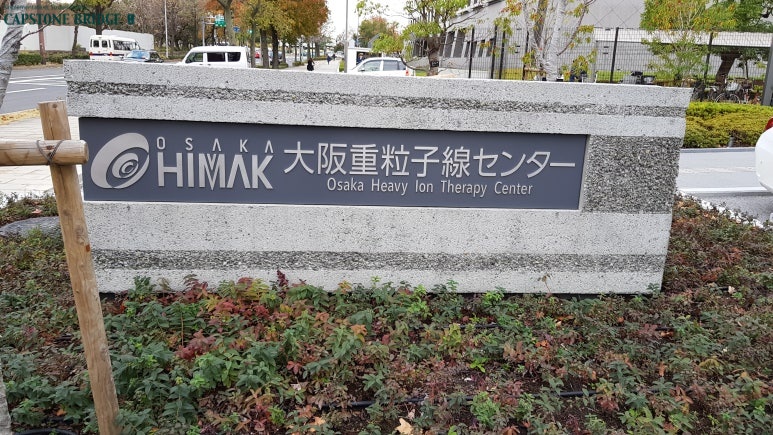 CAPSTONE BRIDGE
OSAKA
HIMAK
大阪重粒子線センター
Osaka Heavy Ion Therapy Center